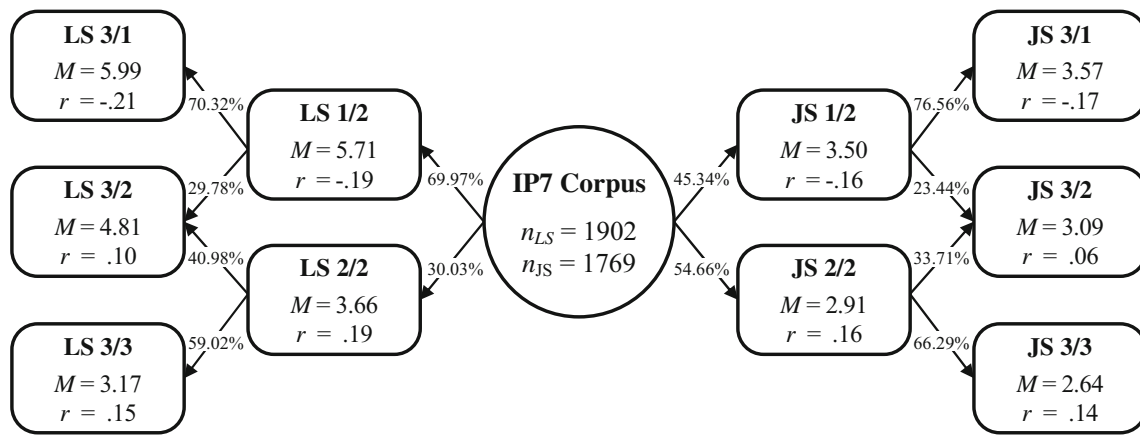 LS 3/1
M = 5.99
r = -.21
70.32%
LS 1/2
M = 5.71
r = -.19
29.78%
69.97%
LS 3/2
M = 4.81
r = .10
40.98%
LS 2/2
M = 3.66
r = .19
30.03%
59.02%
LS 3/3
M = 3.17
r = .15
IP7 Corpus
nLS = 1902
nJS = 1769
45.34%
JS 1/2
M = 3.50
r = -.16
76.56%
JS 3/1
M = 3.57
r = -.17
23.44%
JS 3/2
M = 3.09
r = .06
54.66%
JS 2/2
M = 2.91
r = .16
33.71%
66.29%
JS 3/3
M = 2.64
r = .14